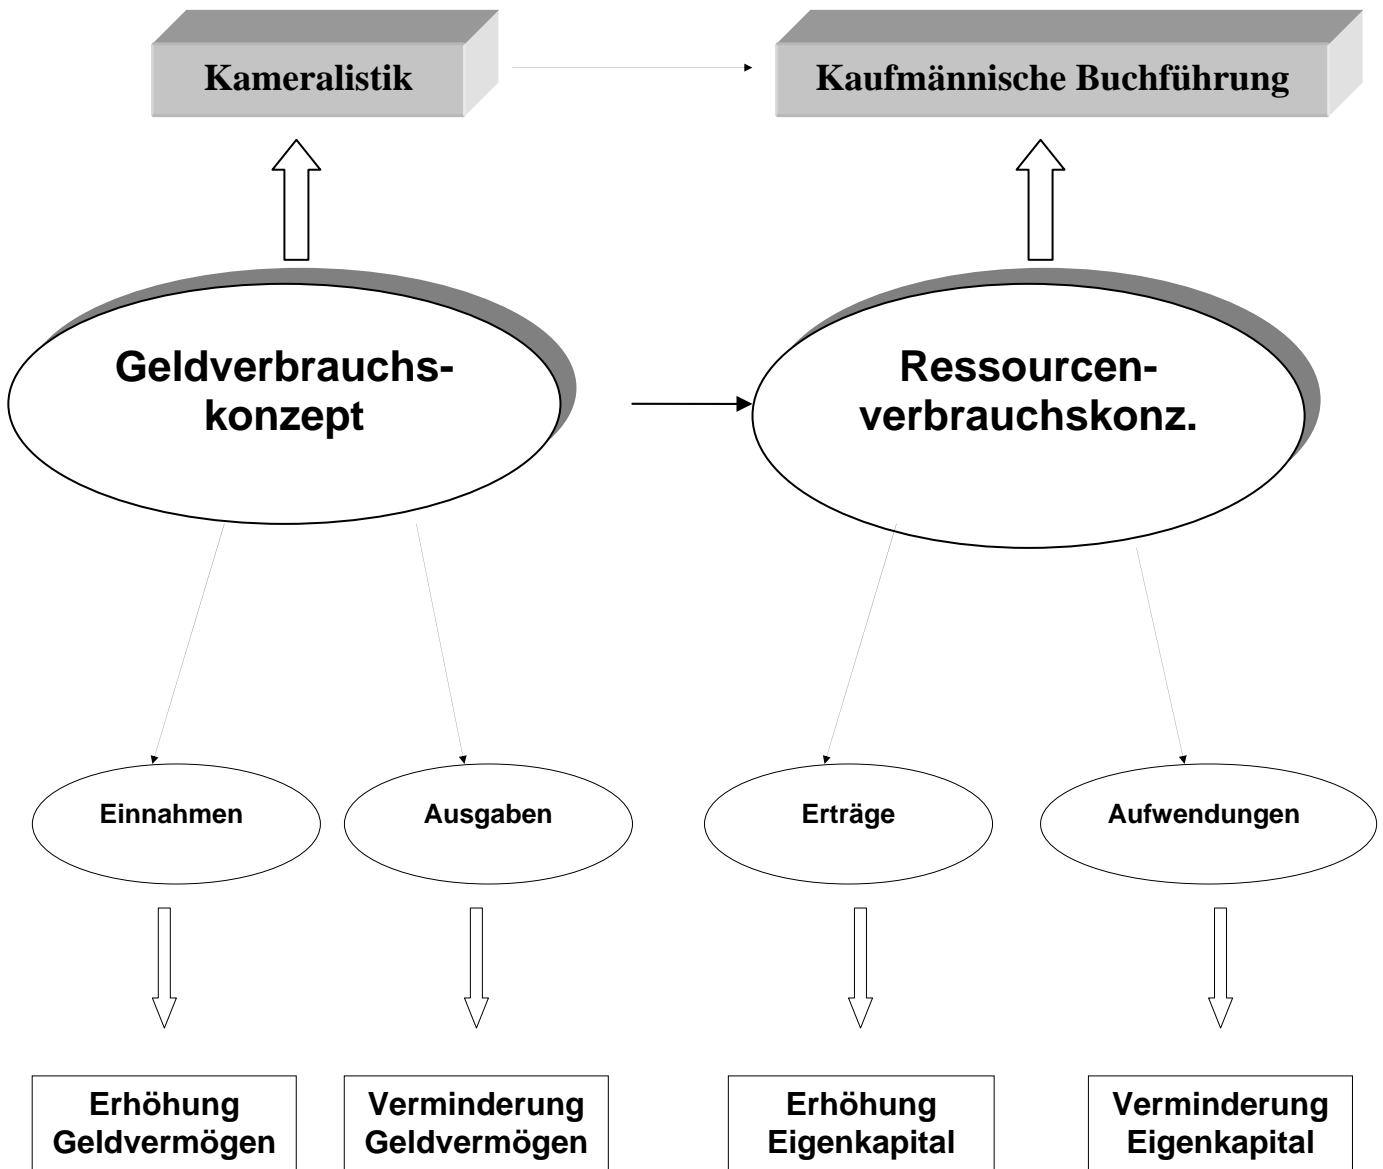 Kameralistik
Kaufmännische Buchführung
Geldverbrauchs-
konzept
Ressourcen-
verbrauchskonz.
Einnahmen
Ausgaben
Erträge
Aufwendungen
Erhöhung
Geldvermögen
Verminderung
Geldvermögen
Erhöhung
Eigenkapital
Verminderung
Eigenkapital